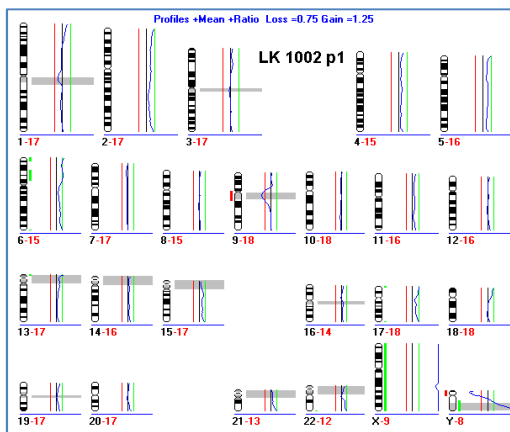 Profiles +Mean +Ratio Loss =0.75 Gain =1.25
LK 1002 p1
1-17 2-17 3-17 4-15 5-16
6-15 7-17 8-15 9-18 10-18 11-16 12-16
13-17 14-16 15-17 16-14 17-18 18-18
19-17 20-17 21-13 22-12 X-9 Y-8